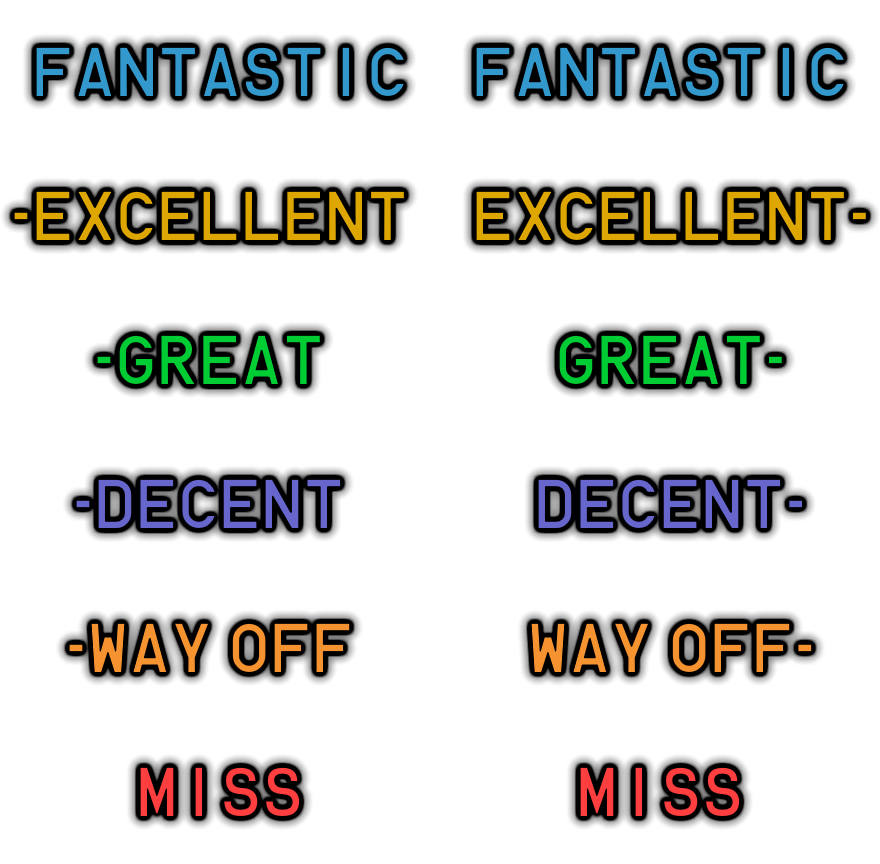 FANTASTIC FANTASTIC
-EXCELLENT EXCELLENT-
-GREAT GREAT-
-DECENT DECENT-
-WAY OFF WAY OFF-
MISS MISS